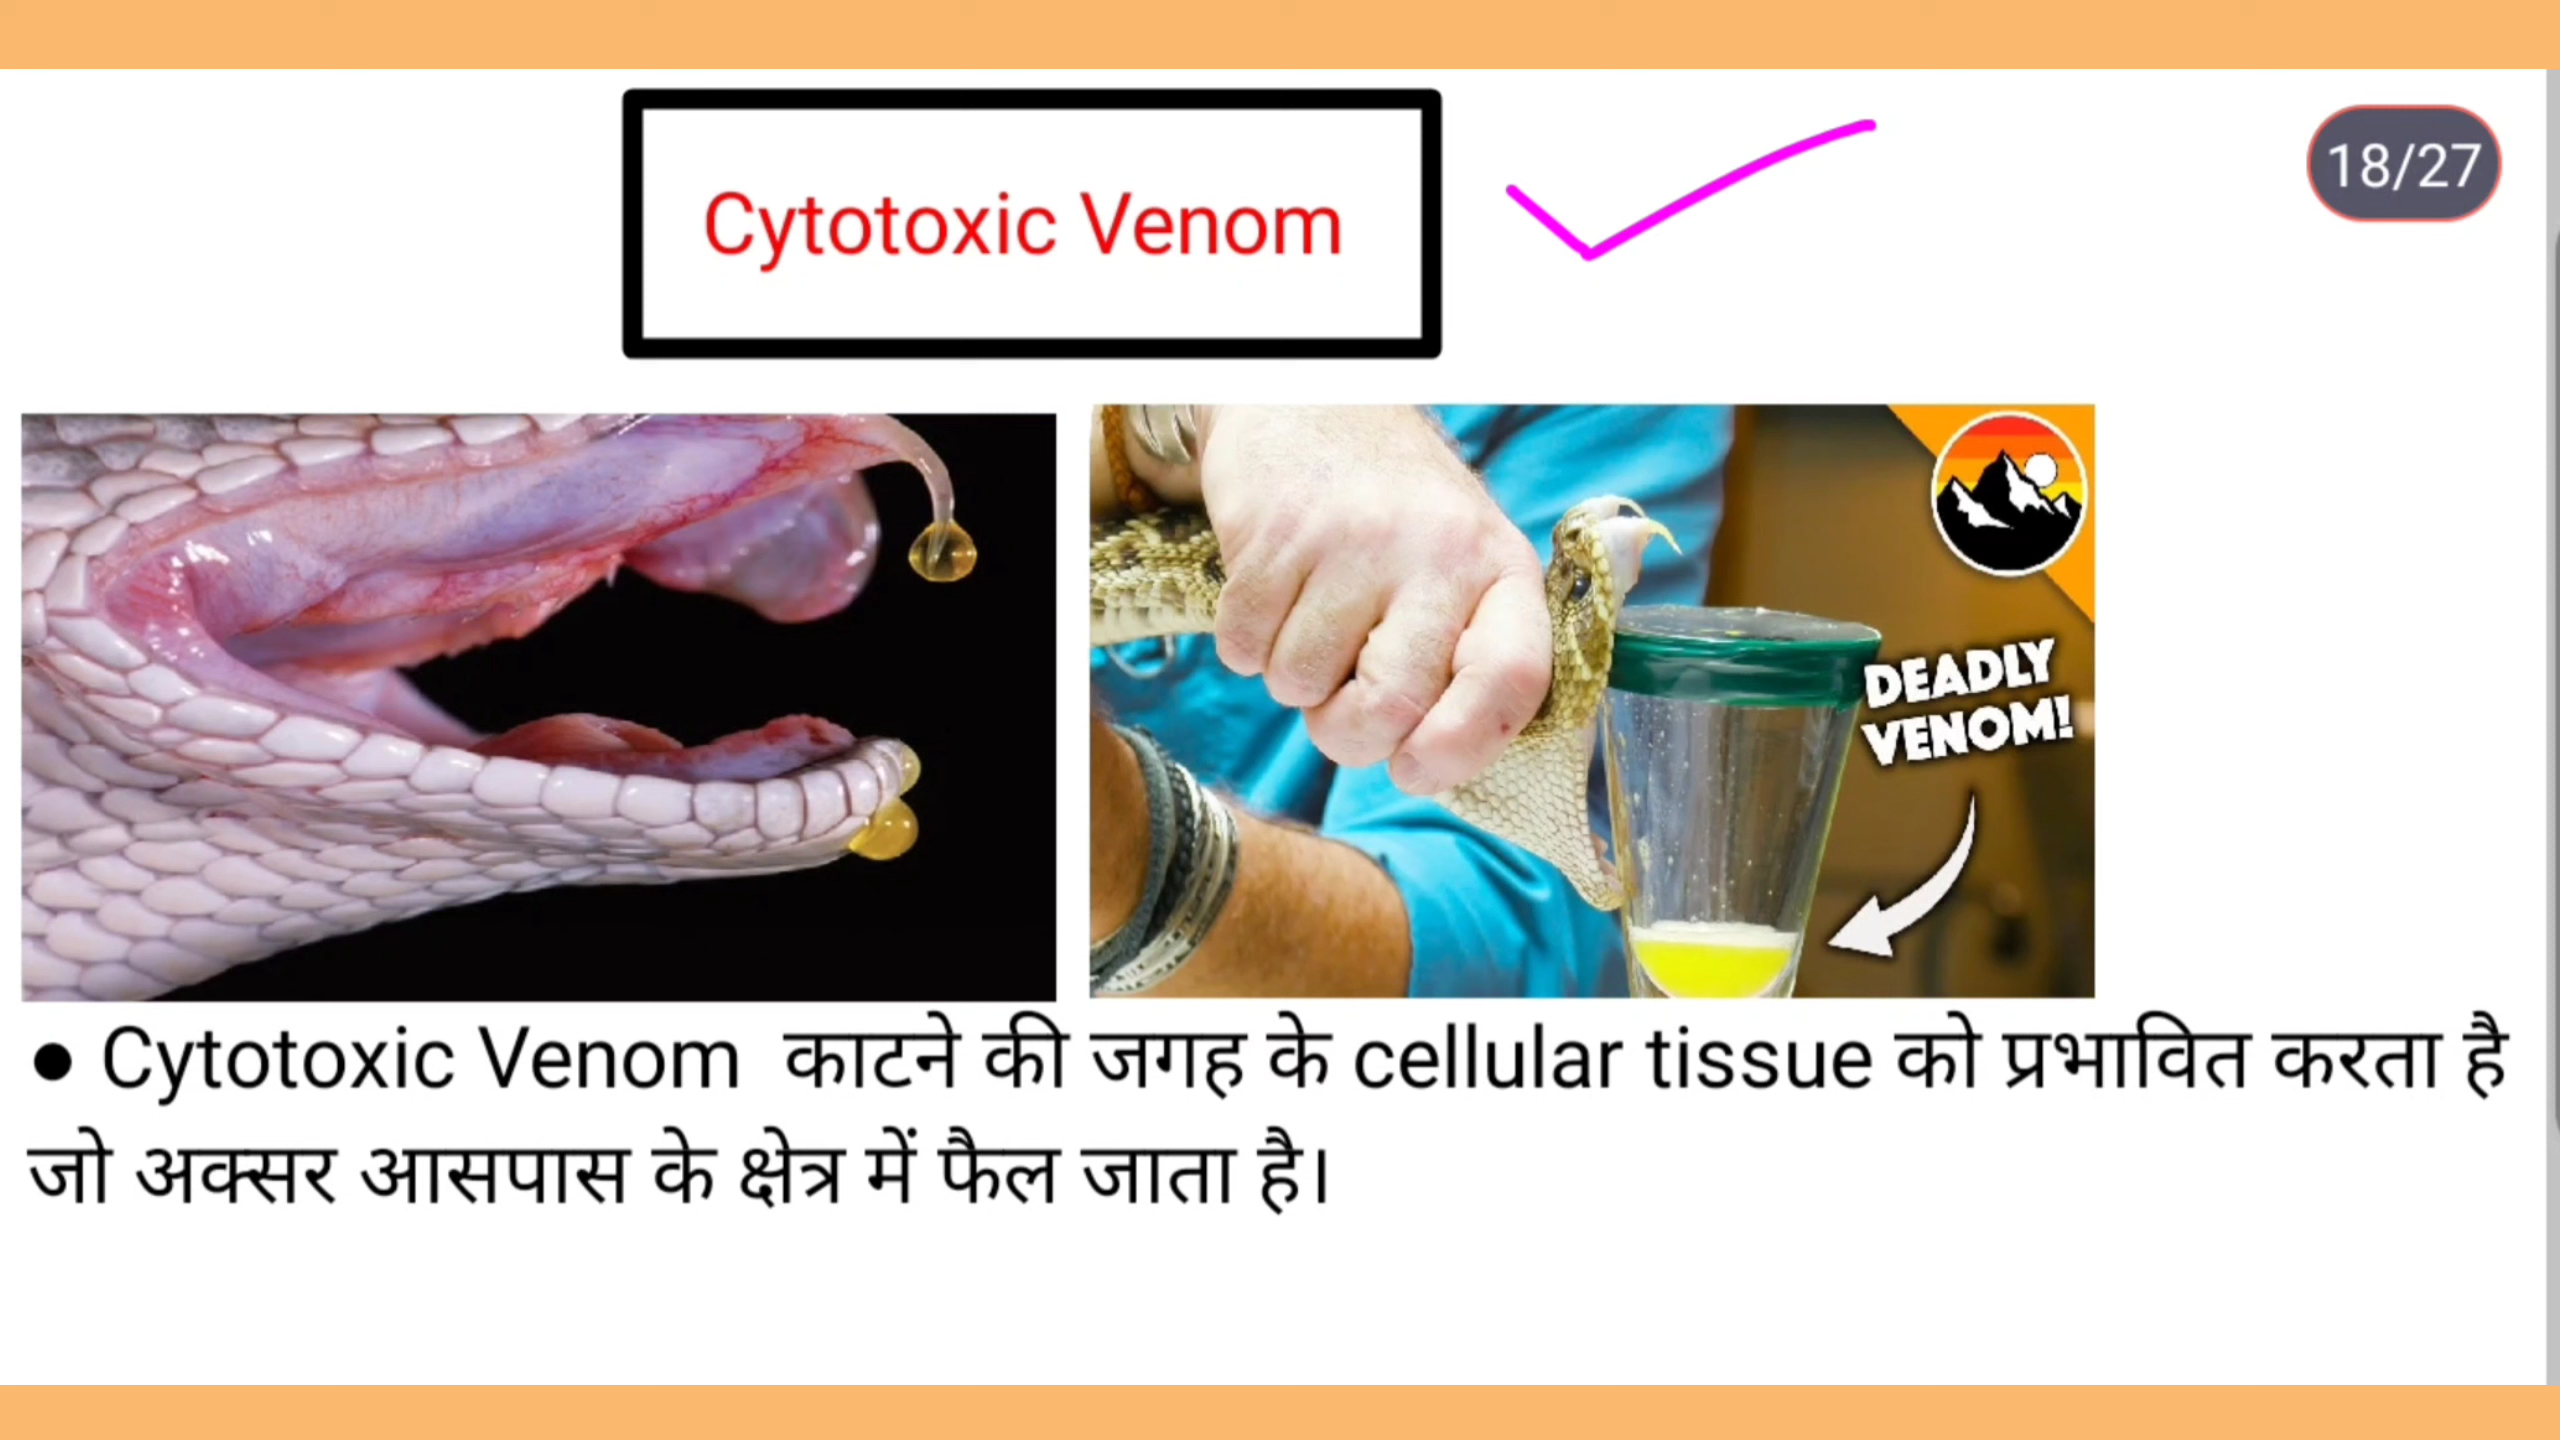 Cytotoxic Venom
18/27
DEADLY
VENOM!
● Cytotoxic Venom काटने की जगह के cellular tissue को प्रभावित करता है
जो अक्सर आसपास के क्षेत्र में फैल जाता है।